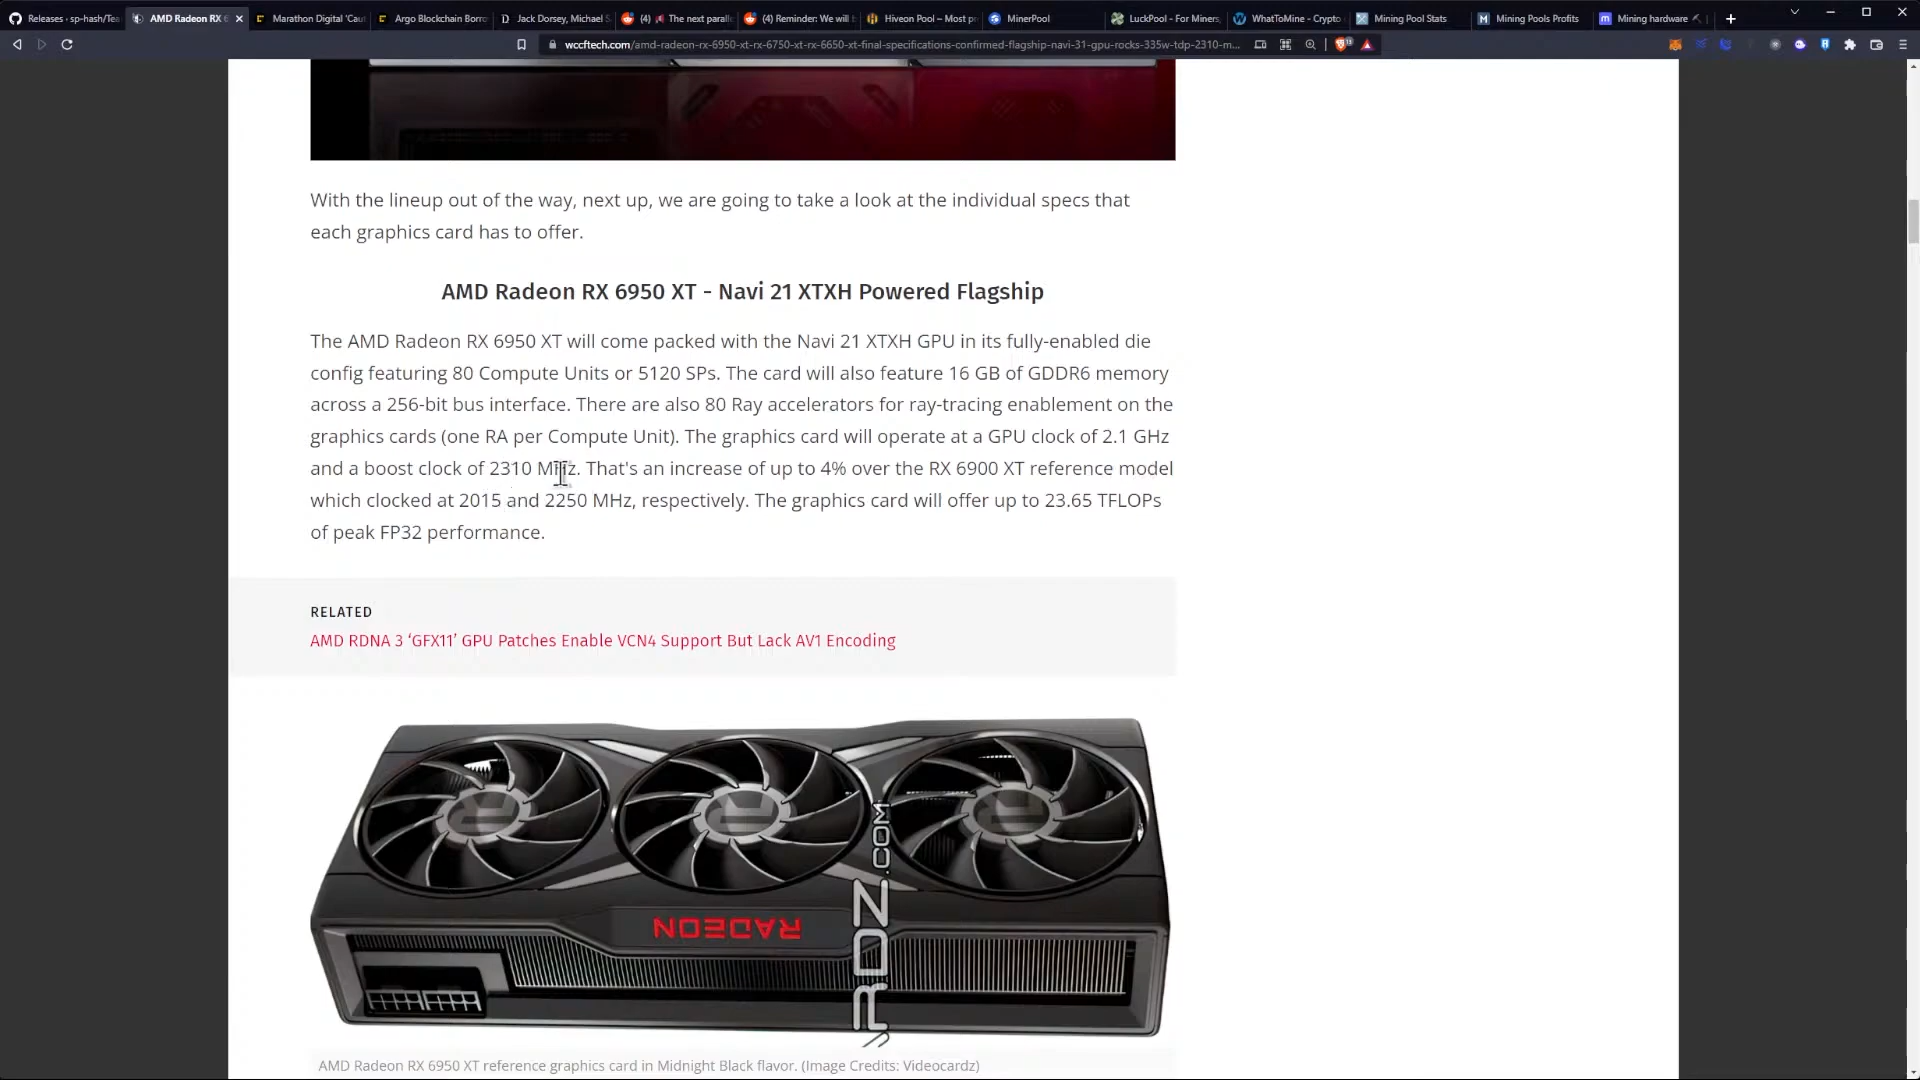 Releases - sp-hash/Tea
AMD Radeon RX 6
Marathon Digital 'Cau
Argo Blockchain Borro
Jack Dorsey, Michael S
(4) The next parall
(4) Reminder: We will b
Hiveon Pool – Most pr
MinerPool
LuckPool - For Miners,
WhatToMine - Crypto
Mining Pool Stats
Mining Pools Profits
Mining hardware
wccftech.com/amd-radeon-rx-6950-xt-rx-6750-xt-rx-6650-xt-final-specifications-confirmed-flagship-navi-31-gpu-rocks-335w-tdp-2310-m...
With the lineup out of the way, next up, we are going to take a look at the individual specs that
each graphics card has to offer.
AMD Radeon RX 6950 XT - Navi 21 XTXH Powered Flagship
The AMD Radeon RX 6950 XT will come packed with the Navi 21 XTXH GPU in its fully-enabled die
config featuring 80 Compute Units or 5120 SPs. The card will also feature 16 GB of GDDR6 memory
across a 256-bit bus interface. There are also 80 Ray accelerators for ray-tracing enablement on the
graphics cards (one RA per Compute Unit). The graphics card will operate at a GPU clock of 2.1 GHz
and a boost clock of 2310 MHz. That's an increase of up to 4% over the RX 6900 XT reference model
which clocked at 2015 and 2250 MHz, respectively. The graphics card will offer up to 23.65 TFLOPs
of peak FP32 performance.
RELATED
AMD RDNA 3 ‘GFX11’ GPU Patches Enable VCN4 Support But Lack AV1 Encoding
RADEON
RDZ.COM
AMD Radeon RX 6950 XT reference graphics card in Midnight Black flavor. (Image Credits: Videocardz)